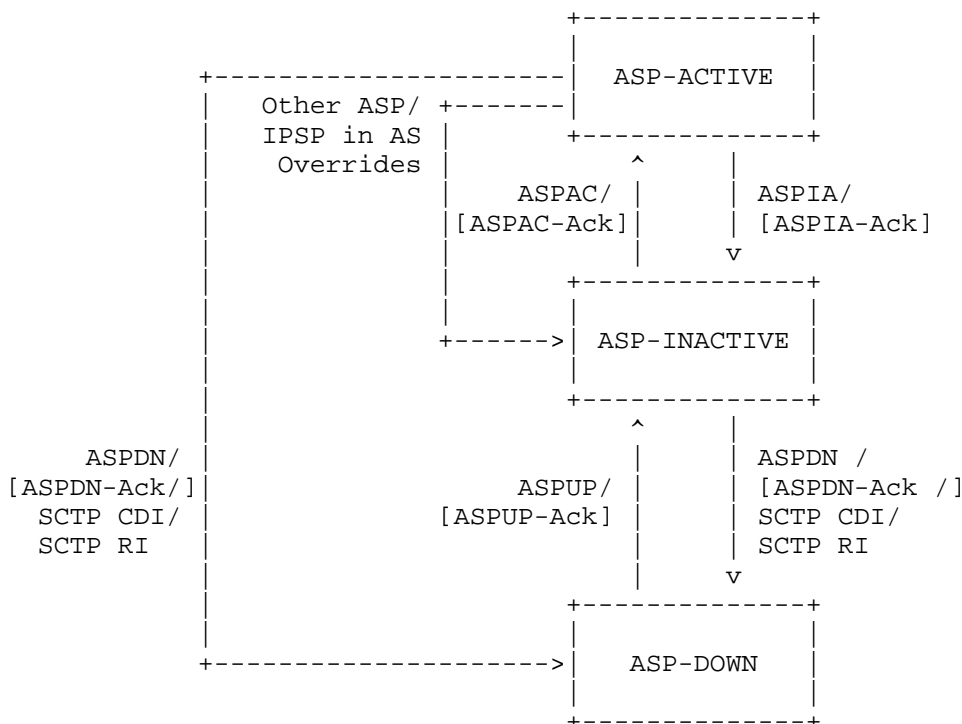 ASP-ACTIVE
Other ASP/
IPSP in AS
Overrides
ASPAC/ ASPIA/
[ASPAC-Ack] [ASPIA-Ack]
ASP-INACTIVE
ASPDN/ ASPDN /
[ASPDN-Ack/] ASPUP/ [ASPDN-Ack /]
SCTP CDI/ [ASPUP-Ack] SCTP CDI/
SCTP RI SCTP RI
ASP-DOWN